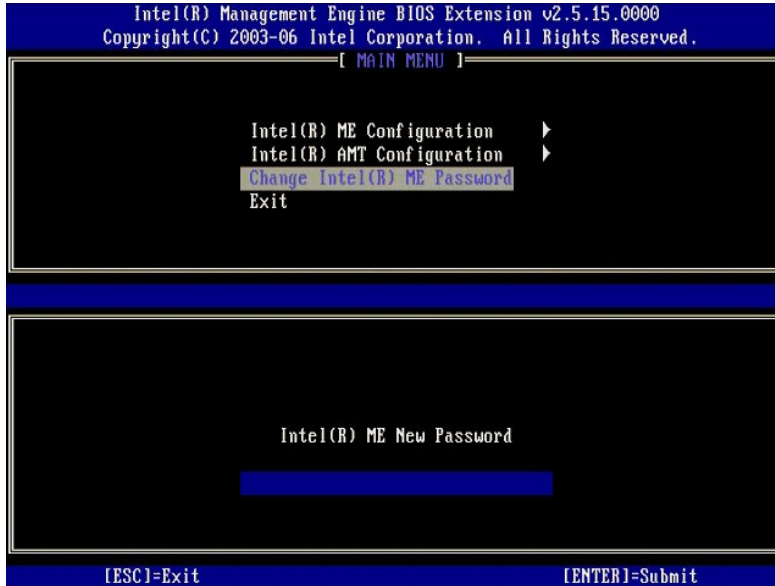 Intel(R) Management Engine BIOS Extension v2.5.15.0000
Copyright(C) 2003-06 Intel Corporation. All Rights Reserved.
[ MAIN MENU ]
Intel(R) ME Configuration
Intel(R) AMT Configuration
Change Intel(R) ME Password
Exit
Intel(R) ME New Password
[ESC]=Exit [ENTER]=Submit